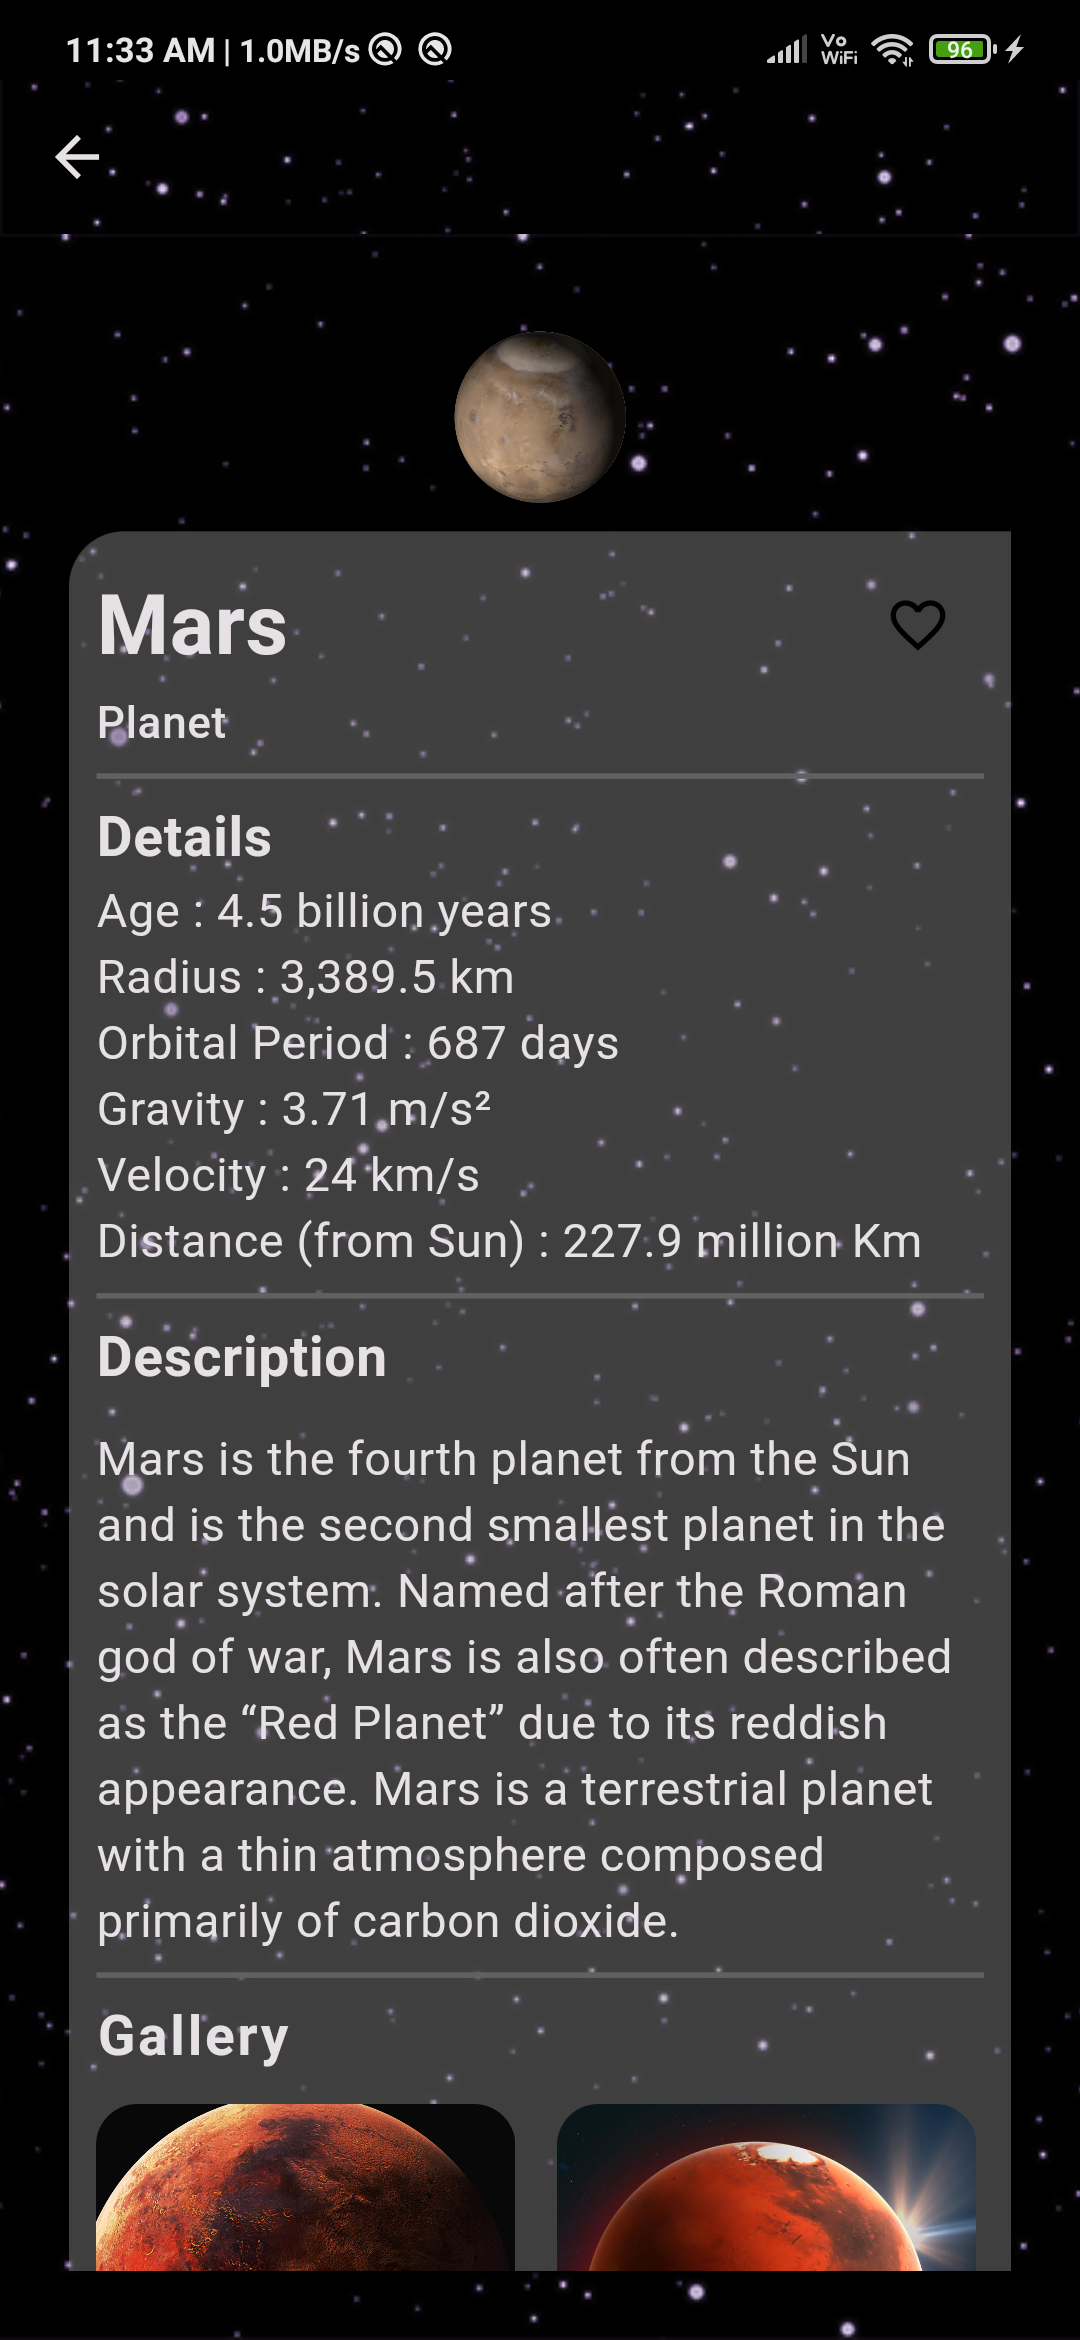 11:33 AM | 1.0MB/s
Vo
WiFi
96
Mars
Planet
Details
Age : 4.5 billion years
Radius : 3,389.5 km
Orbital Period : 687 days
Gravity : 3.71 m/s²
Velocity : 24 km/s
Distance (from Sun) : 227.9 million Km
Description
Mars is the fourth planet from the Sun
and is the second smallest planet in the
solar system. Named after the Roman
god of war, Mars is also often described
as the “Red Planet” due to its reddish
appearance. Mars is a terrestrial planet
with a thin atmosphere composed
primarily of carbon dioxide.
Gallery